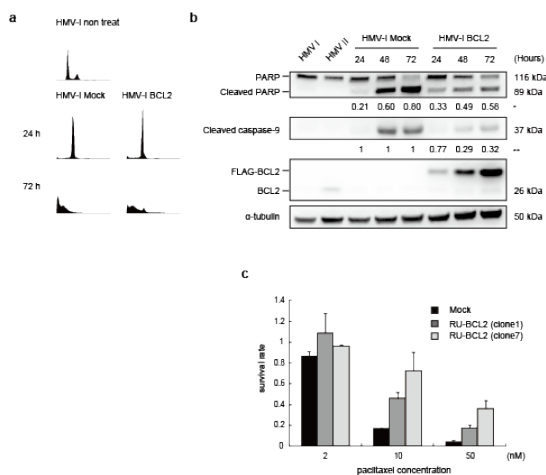 a
HMV-I non treat
HMV-I Mock HMV-I BCL2
24 h
72 h
b
HMV I
HMV II
HMV-I Mock HMV-I BCL2
24 48 72 24 48 72 (Hours)
PARP 116 kDa
Cleaved PARP 89 kDa
0.21 0.60 0.80 0.33 0.49 0.58 -
Cleaved caspase-9 37 kDa
1 1 1 0.77 0.29 0.32 --
FLAG-BCL2
BCL2 26 kDa
α-tubulin 50 kDa
c
Mock
RU-BCL2 (clone1)
RU-BCL2 (clone7)
survival rate
1.4
1.2
1
0.8
0.6
0.4
0.2
0
2 10 50 (nM)
paclitaxel concentration